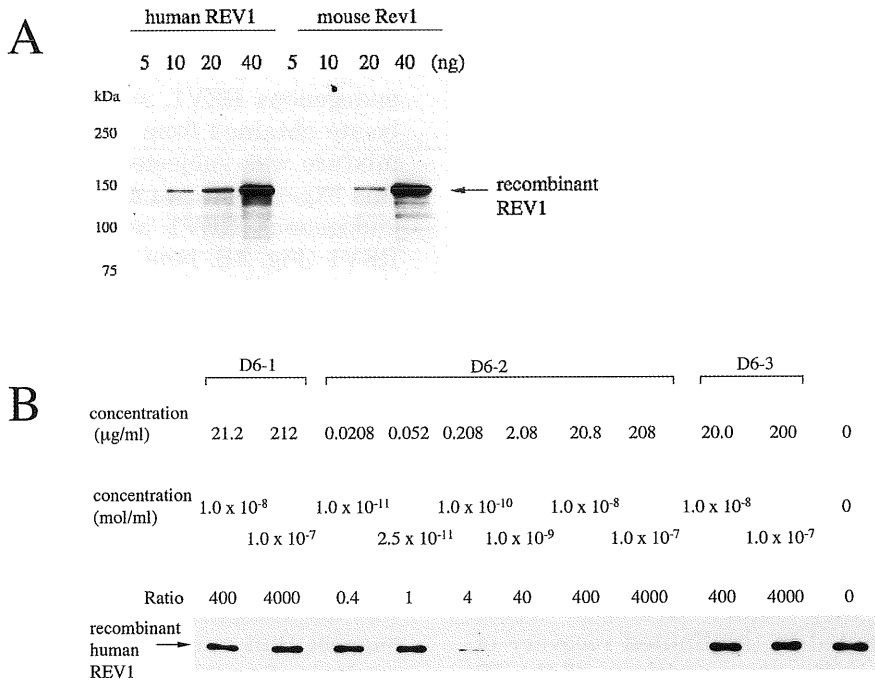 A
human REV1 mouse Rev1
5 10 20 40 5 10 20 40 (ng)
kDa
250
150
100
75
recombinant
REV1
B
D6-1 D6-2 D6-3
concentration
(μg/ml) 21.2 212 0.0208 0.052 0.208 2.08 20.8 208 20.0 200 0
concentration
(mol/ml)
1.0 x 10⁻⁸ 1.0 x 10⁻¹¹ 1.0 x 10⁻¹⁰ 1.0 x 10⁻⁸ 1.0 x 10⁻⁸ 0
1.0 x 10⁻⁷ 2.5 x 10⁻¹¹ 1.0 x 10⁻⁹ 1.0 x 10⁻⁷ 1.0 x 10⁻⁷
Ratio 400 4000 0.4 1 4 40 400 4000 400 4000 0
recombinant
human
REV1